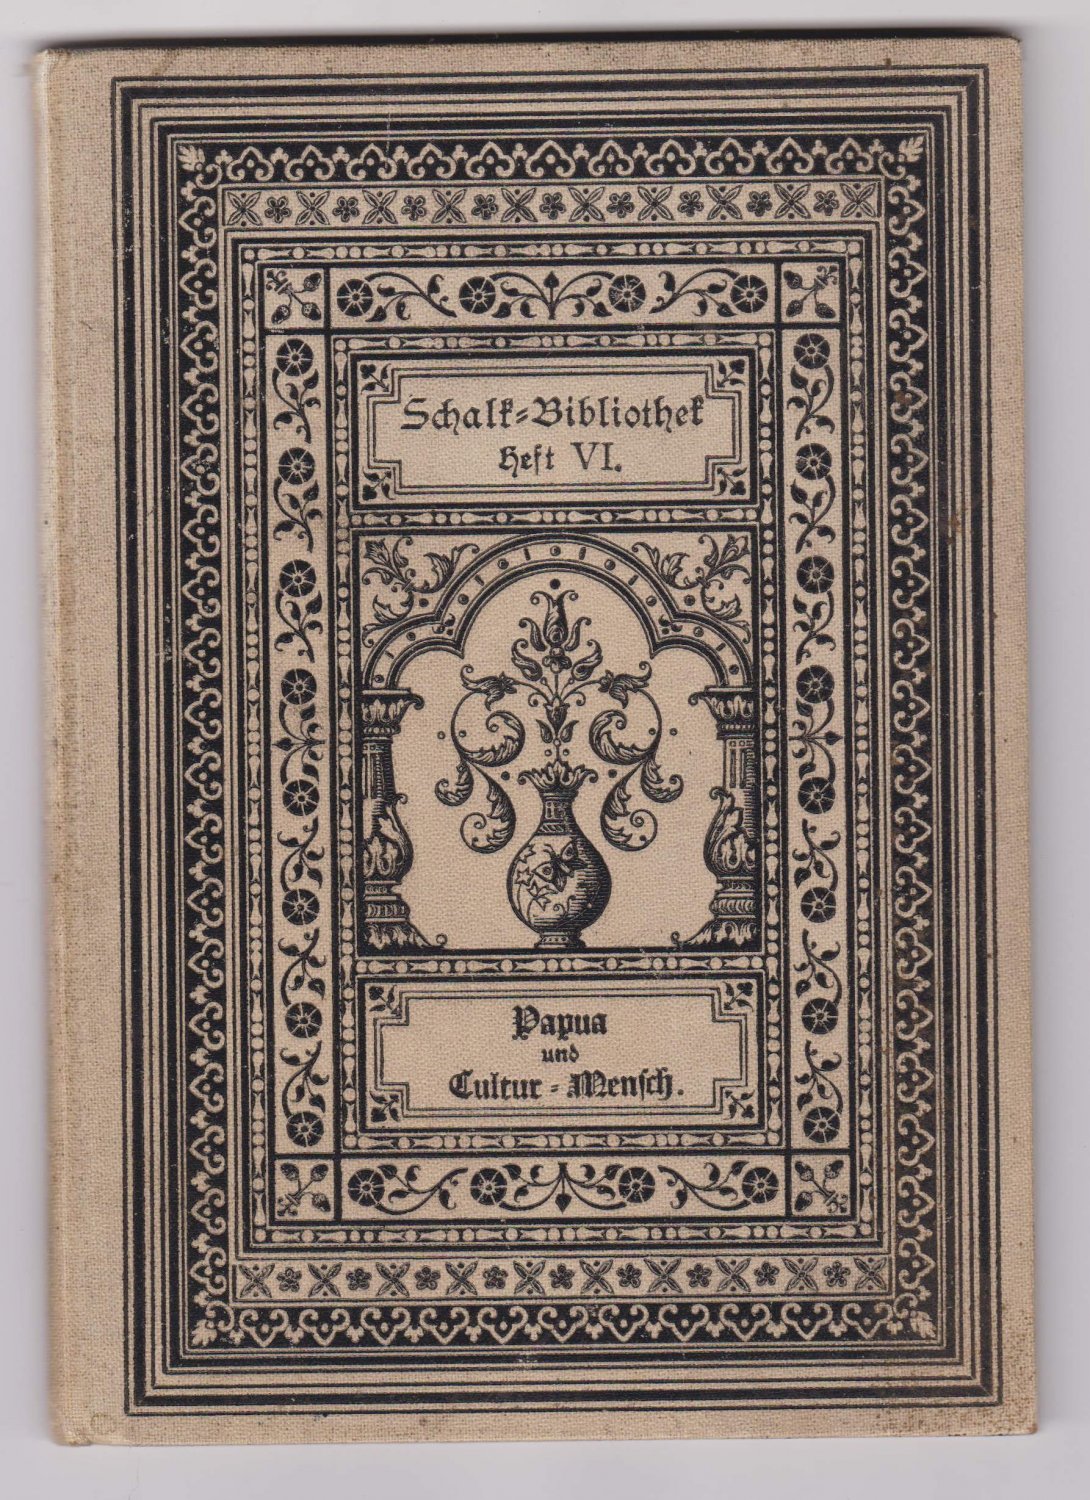 Schalk-Bibliothek
Heft VI.
Papua
und
Cultur-Mensch.